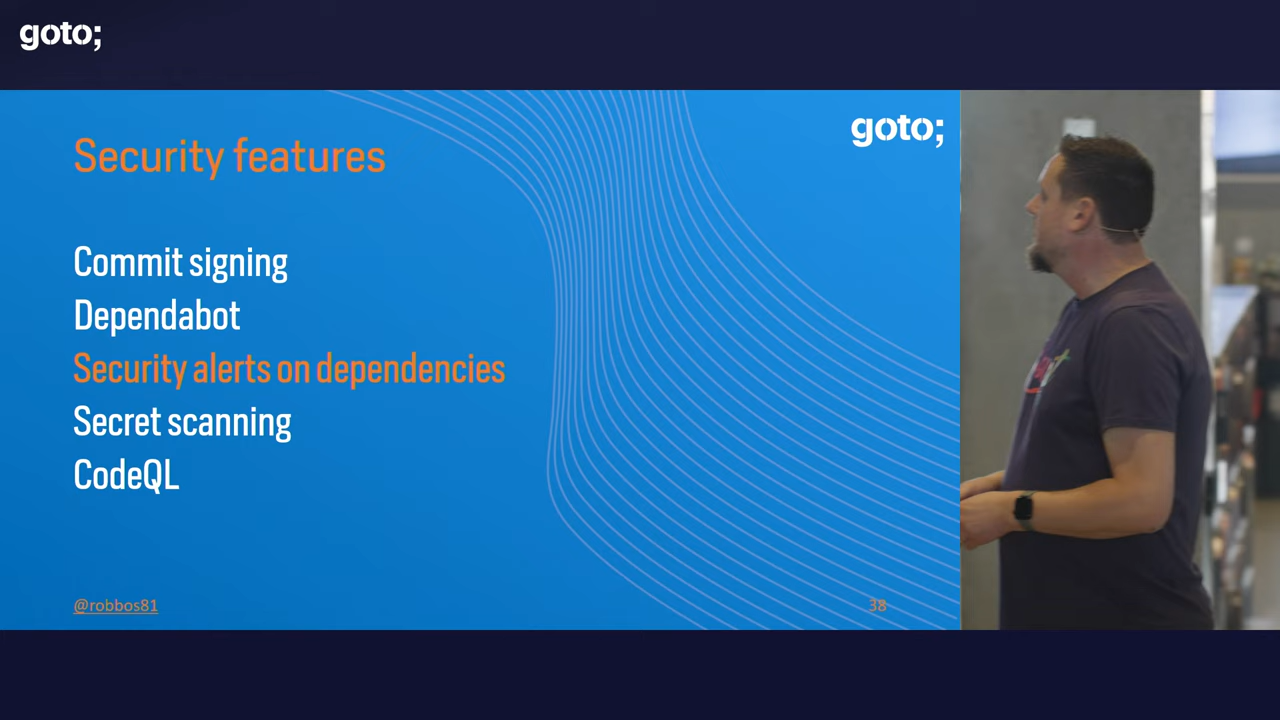 goto;
goto;
Security features
Commit signing
Dependabot
Security alerts on dependencies
Secret scanning
CodeQL
@robbos81
38